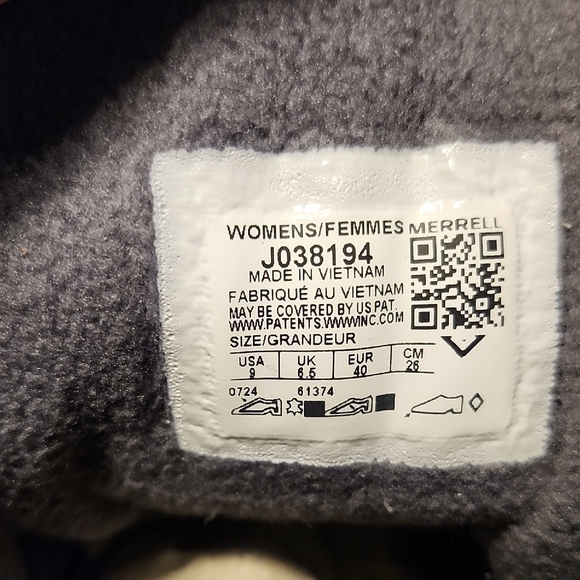 WOMENS/FEMMES MERRELL
J038194
MADE IN VIETNAM
FABRIQUÉ AU VIETNAM
MAY BE COVERED BY US PAT.
WWW.PATENTS.WWWINC.COM
SIZE/GRANDEUR
USA UK EUR CM
9 6.5 40 26
0724 61374